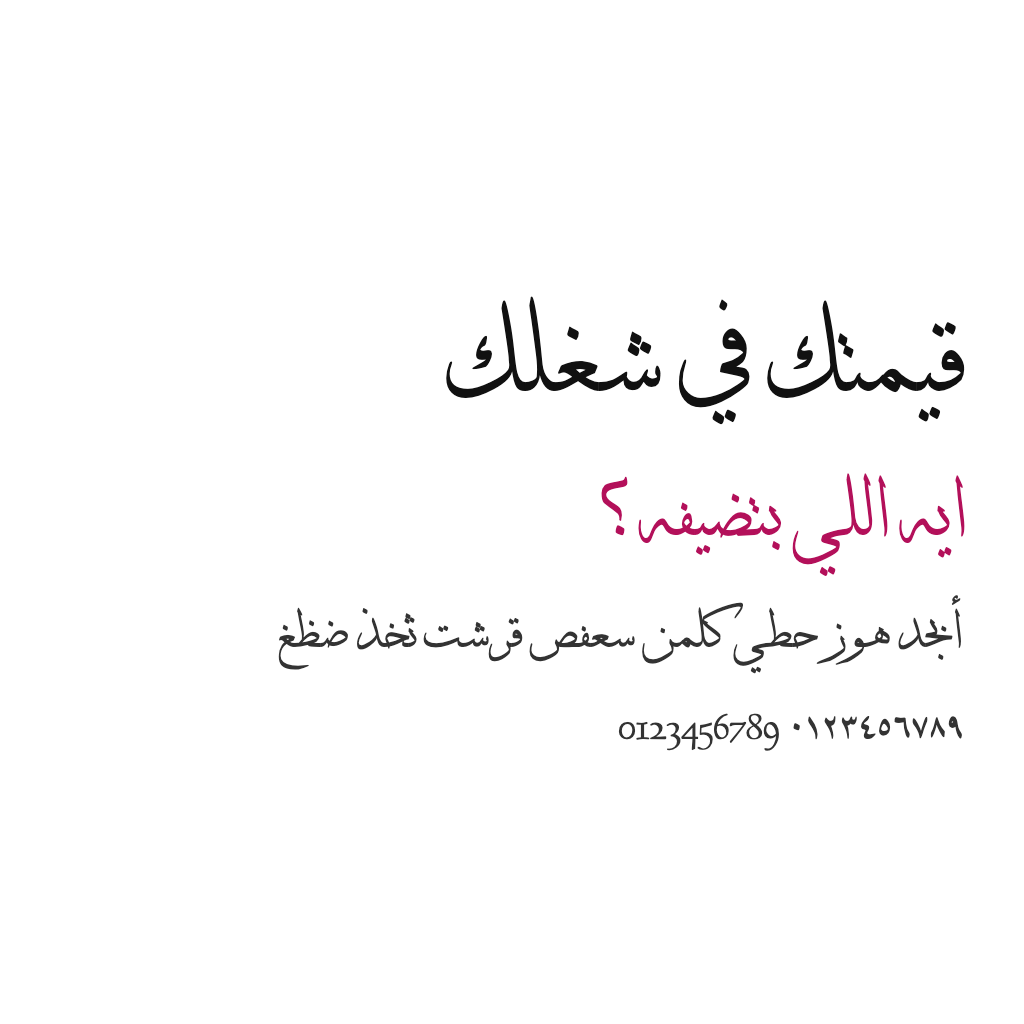 قيمتك في شغلك
ايه اللي بتضيفه ؟
أبجد هوز حطي كلمن سعفص قرشت ثخذ ضظغ
٠١٢٣٤٥٦٧٨٩ 0123456789